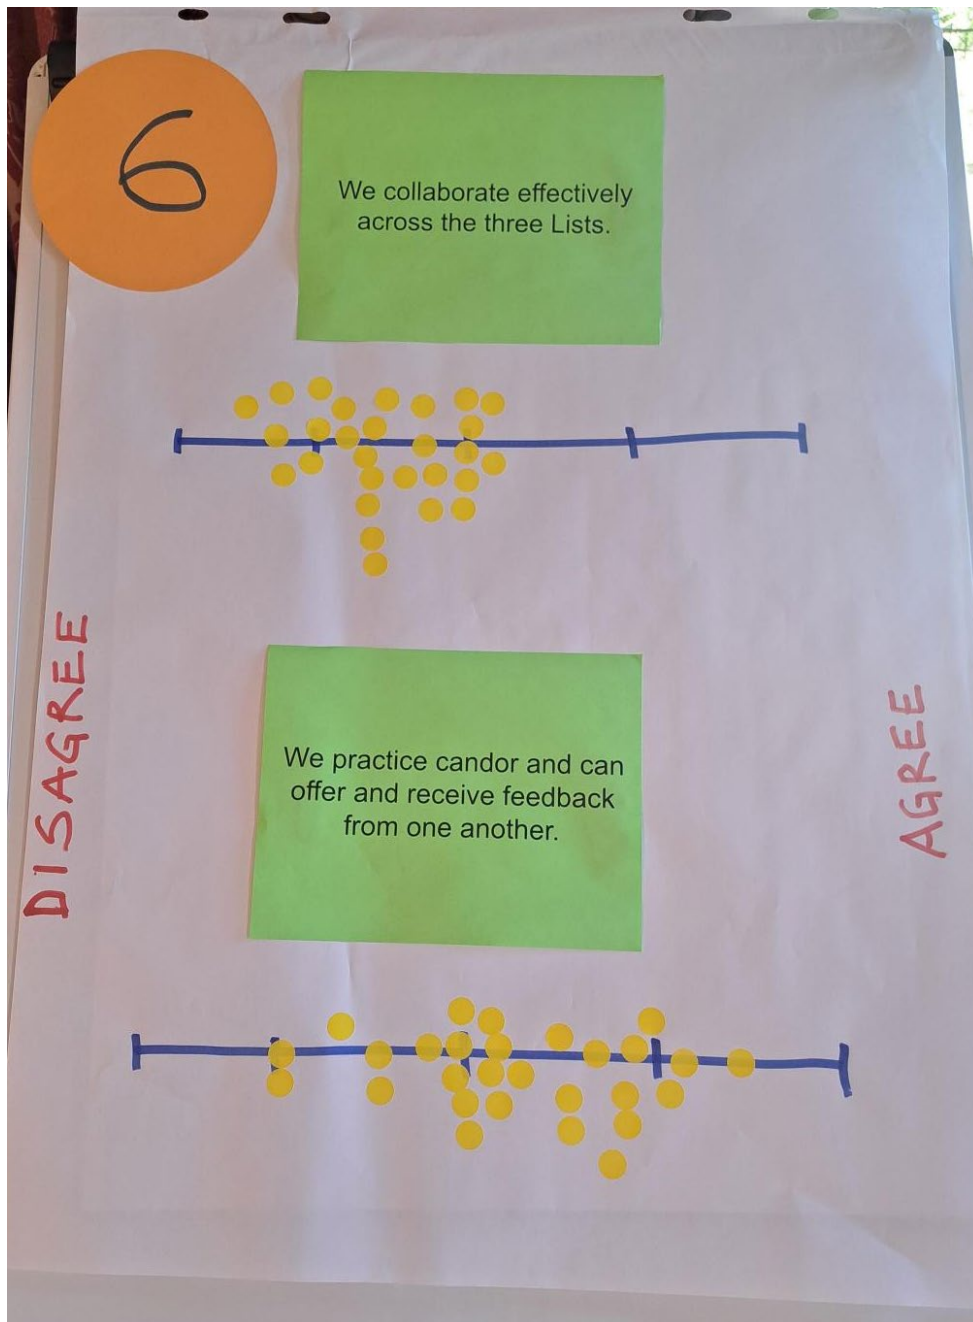 6
We collaborate effectively
across the three Lists.
DISAGREE
AGREE
We practice candor and can
offer and receive feedback
from one another.